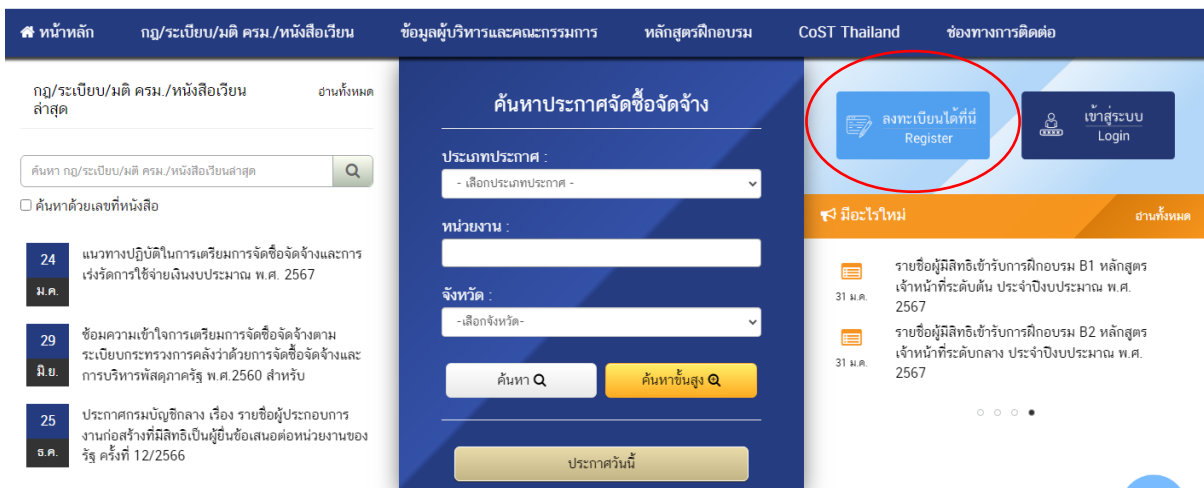 หน้าหลัก กฎ/ระเบียบ/มติ ครม./หนังสือเวียน ข้อมูลผู้บริหารและคณะกรรมการ หลักสูตรฝึกอบรม CoST Thailand ช่องทางการติดต่อ
กฎ/ระเบียบ/มติ ครม./หนังสือเวียน
ล่าสุด
อ่านทั้งหมด
ค้นหา กฎ/ระเบียบ/มติ ครม./หนังสือเวียนล่าสุด
ค้นหาด้วยเลขที่หนังสือ
24
ม.ค.
แนวทางปฏิบัติในการเตรียมการจัดซื้อจัดจ้างและการ
เร่งรัดการใช้จ่ายเงินงบประมาณ พ.ศ. 2567
29
มิ.ย.
ซ้อมความเข้าใจการเตรียมการจัดซื้อจัดจ้างตาม
ระเบียบกระทรวงการคลังว่าด้วยการจัดซื้อจัดจ้างและ
การบริหารพัสดุภาครัฐ พ.ศ.2560 สำหรับ
25
ธ.ค.
ประกาศกรมบัญชีกลาง เรื่อง รายชื่อผู้ประกอบการ
งานก่อสร้างที่มีสิทธิเป็นผู้ยื่นข้อเสนอต่อหน่วยงานของ
รัฐ ครั้งที่ 12/2566
ค้นหาประกาศจัดซื้อจัดจ้าง
ประเภทประกาศ :
- เลือกประเภทประกาศ -
หน่วยงาน :
จังหวัด :
-เลือกจังหวัด-
ค้นหา
ค้นหาขั้นสูง
ประกาศวันนี้
ลงทะเบียนได้ที่นี่
Register
เข้าสู่ระบบ
Login
มีอะไรใหม่
อ่านทั้งหมด
31 ม.ค.
รายชื่อผู้มีสิทธิเข้ารับการฝึกอบรม B1 หลักสูตร
เจ้าหน้าที่ระดับต้น ประจำปีงบประมาณ พ.ศ.
2567
31 ม.ค.
รายชื่อผู้มีสิทธิเข้ารับการฝึกอบรม B2 หลักสูตร
เจ้าหน้าที่ระดับกลาง ประจำปีงบประมาณ พ.ศ.
2567